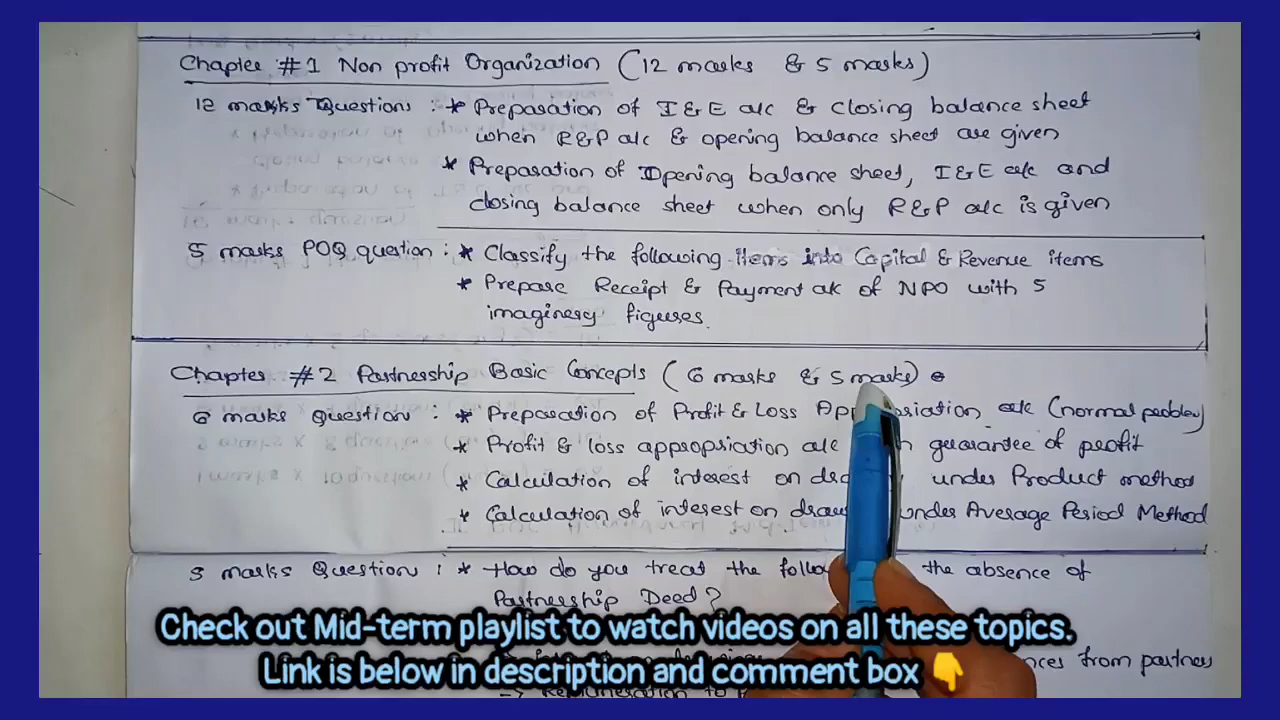 Chapter #1 Non profit Organization (12 marks & 5 marks)
12 marks Questions : * Preparation of I&E a/c & closing balance sheet
when R&P a/c & opening balance sheet are given
* Preparation of Opening balance sheet, I&E a/c and
closing balance sheet when only R&P a/c is given
5 marks POQ question : * Classify the following items into Capital & Revenue items
* Prepare Receipt & Payment a/c of NPO with 5
imaginery figures.
Chapter #2 Partnership Basic Concepts (6 marks & 5 marks)
6 marks Question : * Preparation of Profit & Loss Appropriation a/c (normal problem)
* Profit & loss appropriation a/c guarantee of profit
* Calculation of interest on under Product method
* Calculation of interest on under Average Period Method
5 marks Question : * How do you treat the the absence of
Partnership Deed?
Check out Mid-term playlist to watch videos on all these topics.
Link is below in description and comment box 👇
from partners